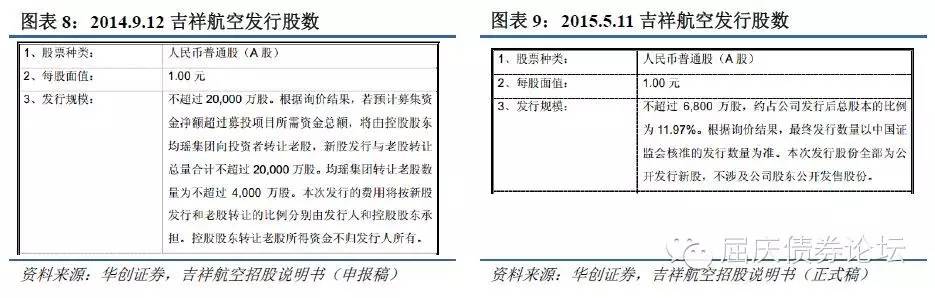 图表 8：2014.9.12 吉祥航空发行股数
1、股票种类：
人民币普通股（A 股）
2、每股面值：
1.00 元
3、发行规模：
不超过 20,000 万股。根据询价结果，若预计募集资
金净额超过募投项目所需资金总额，将由控股股东
均瑶集团向投资者转让老股，新股发行与老股转让
总量合计不超过 20,000 万股。均瑶集团转让老股数
量为不超过 4,000 万股。本次发行的费用将按新股
发行和老股转让的比例分别由发行人和控股股东承
担。控股股东转让老股所得资金不归发行人所有。
资料来源：华创证券，吉祥航空招股说明书（申报稿）
图表 9：2015.5.11 吉祥航空发行股数
1、股票种类：
人民币普通股（A 股）
2、每股面值：
1.00 元
3、发行规模：
不超过 6,800 万股，约占公司发行后总股本的比例
为 11.97%。根据询价结果，最终发行数量以中国证
监会核准的发行数量为准。本次发行股份全部为公
开发行新股，不涉及公司股东公开发售股份。
资料来源：华创证券，吉祥航空招股说明书（正式稿）
屈庆债券论坛